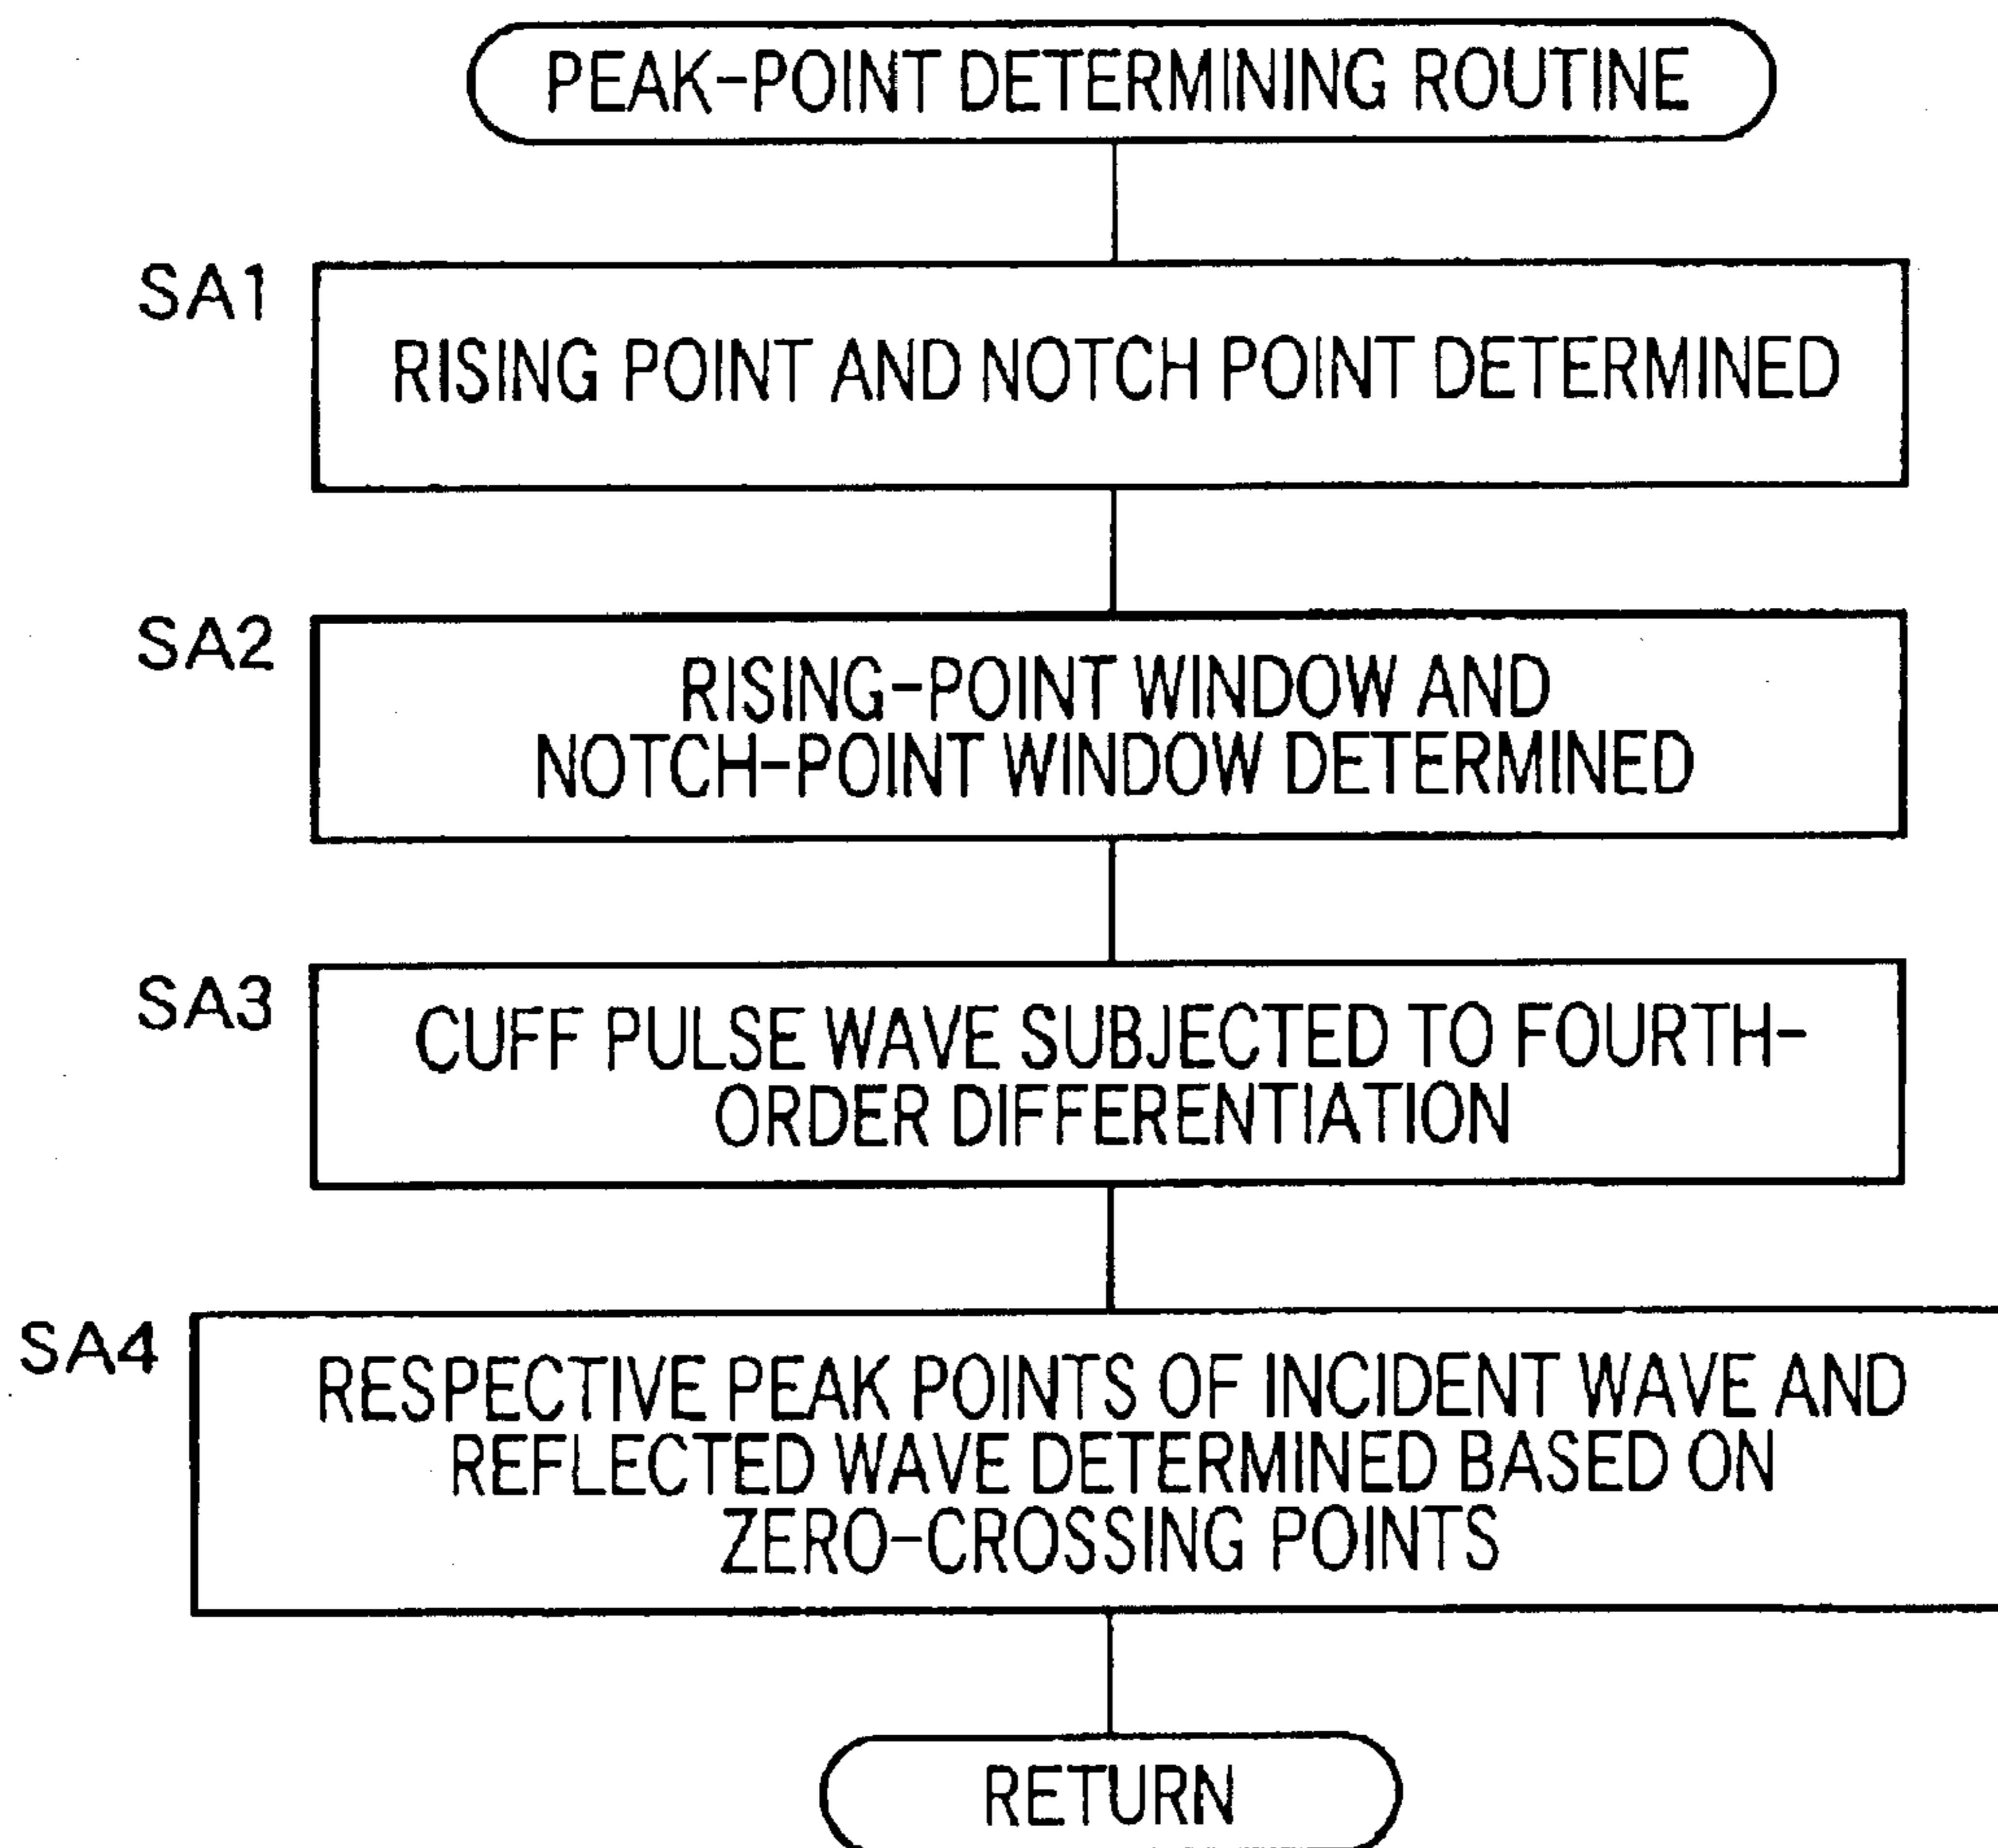 PEAK-POINT DETERMINING ROUTINE
SA1
RISING POINT AND NOTCH POINT DETERMINED
SA2
RISING-POINT WINDOW AND
NOTCH-POINT WINDOW DETERMINED
SA3
CUFF PULSE WAVE SUBJECTED TO FOURTH-
ORDER DIFFERENTIATION
SA4
RESPECTIVE PEAK POINTS OF INCIDENT WAVE AND
REFLECTED WAVE DETERMINED BASED ON
ZERO-CROSSING POINTS
RETURN